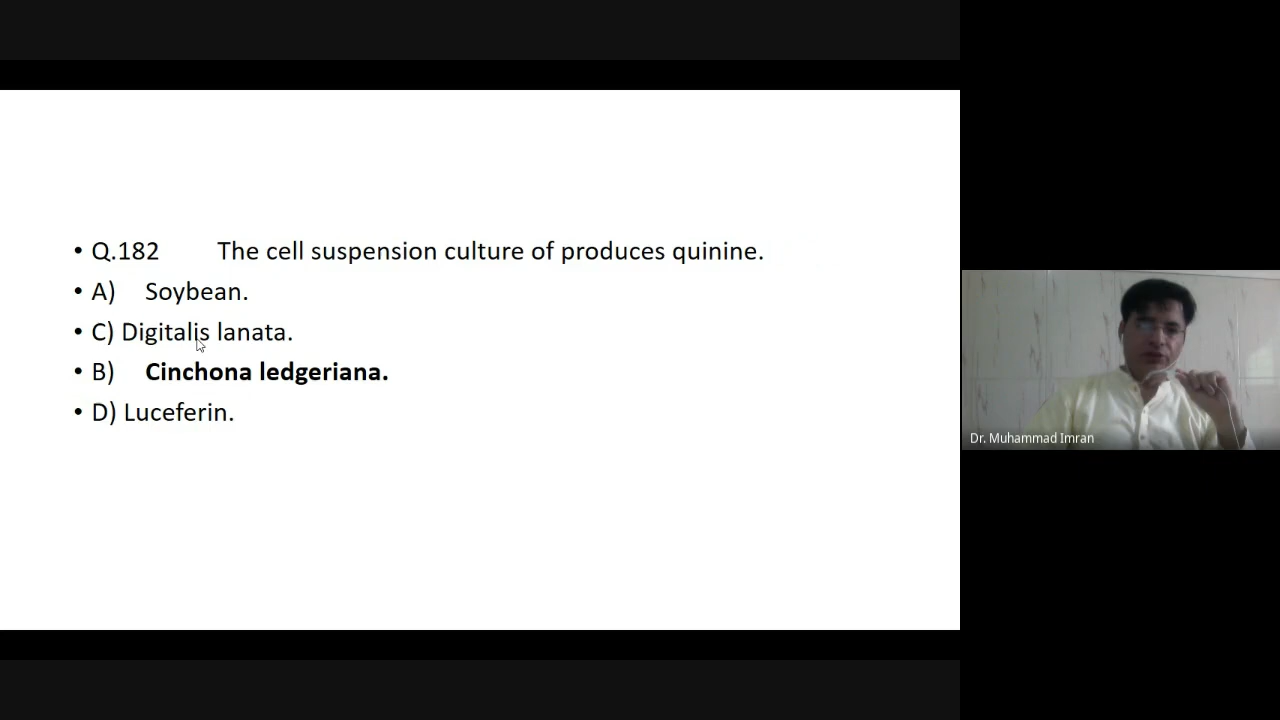 • Q.182 The cell suspension culture of produces quinine.
• A) Soybean.
• C) Digitalis lanata.
• B) Cinchona ledgeriana.
• D) Luceferin.
Dr. Muhammad Imran